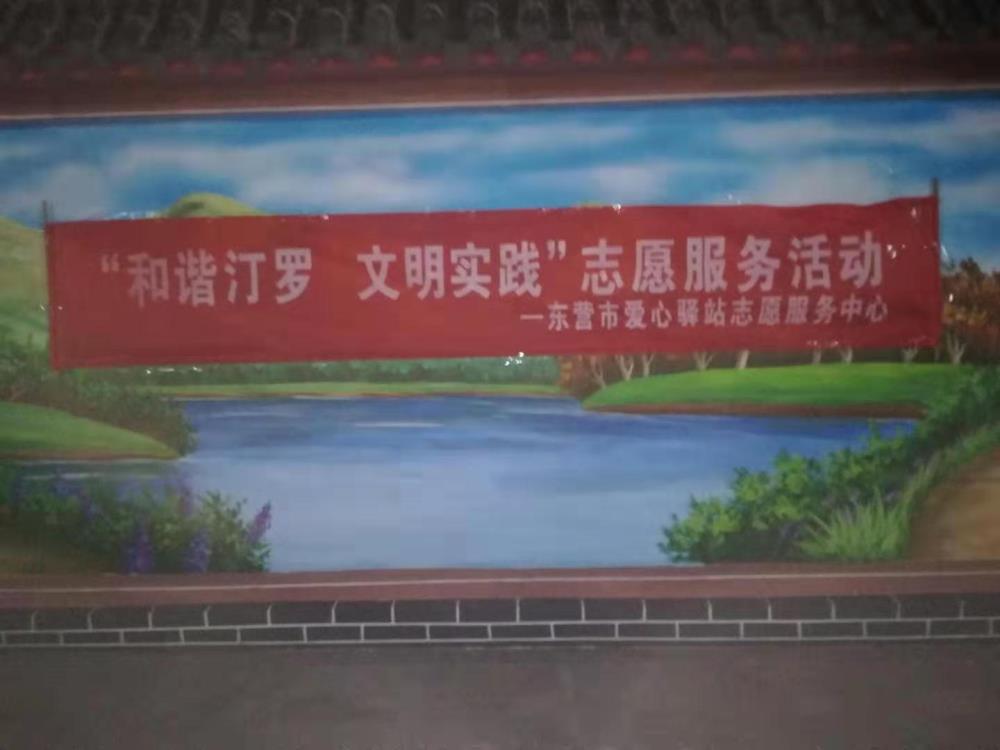 “和谐汀罗 文明实践”志愿服务活动
一东营市爱心驿站志愿服务中心